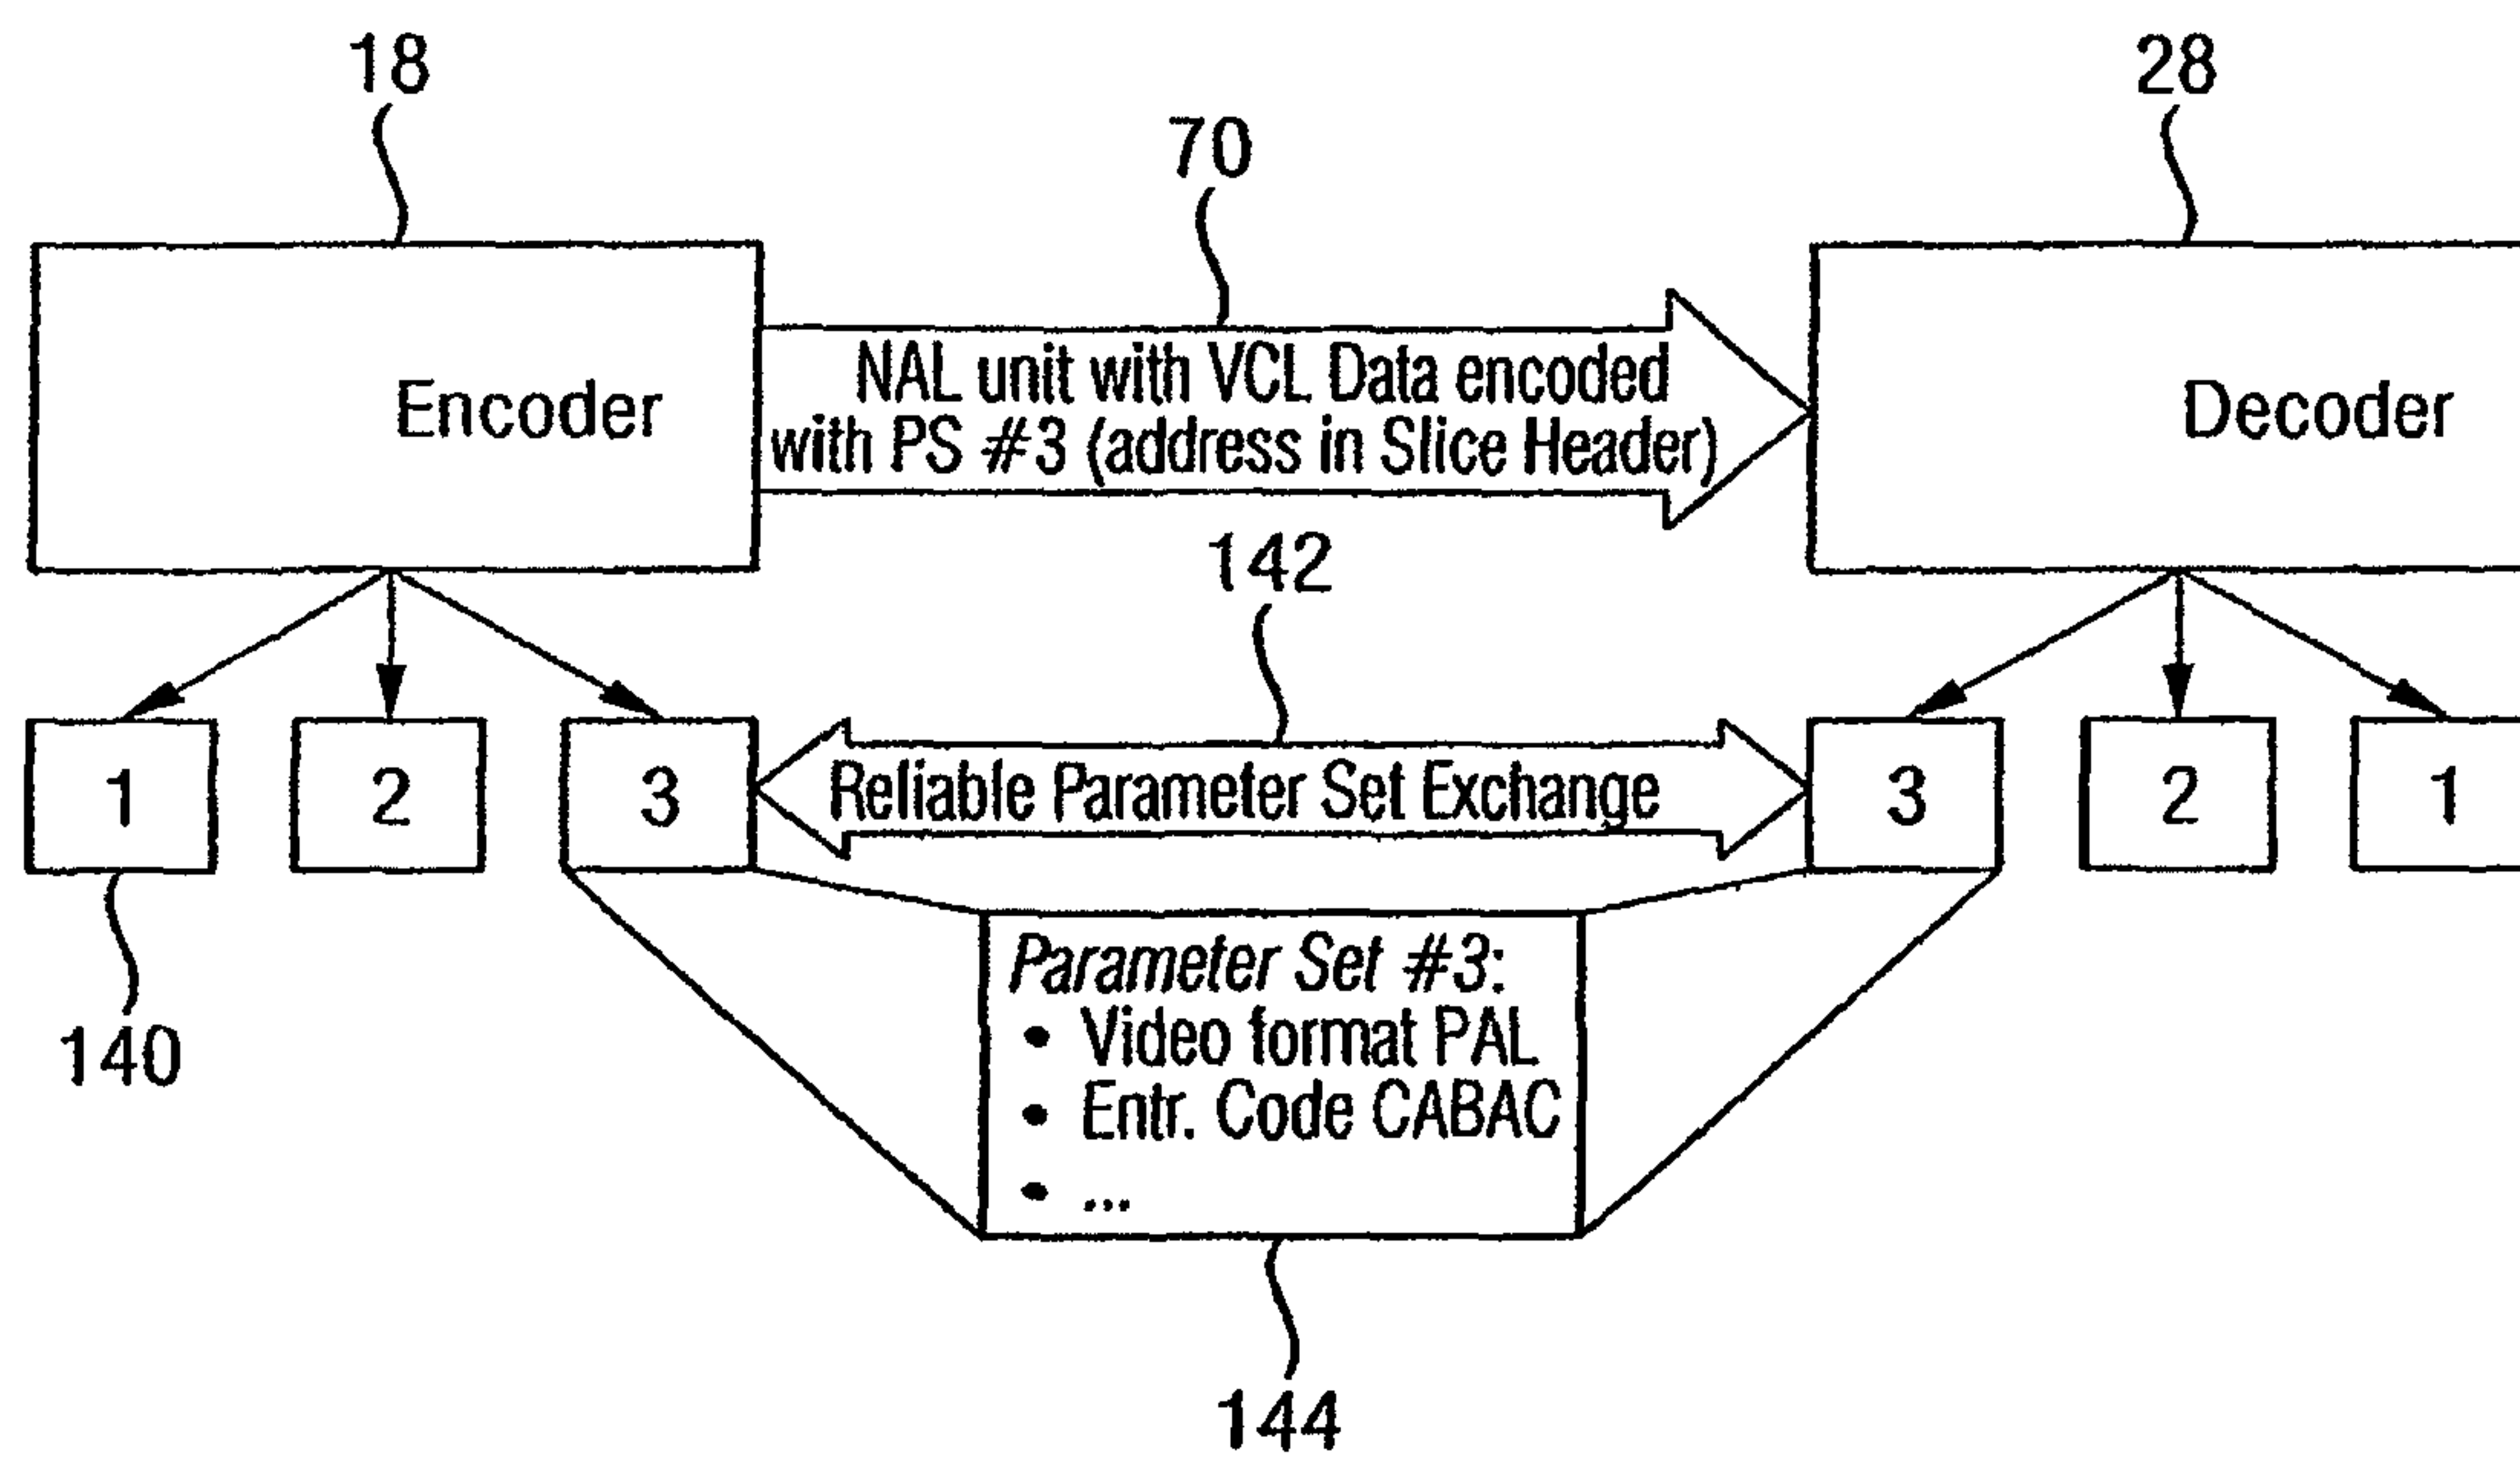 18
28
70
Encoder
NAL unit with VCL Data encoded
with PS #3 (address in Slice Header)
Decoder
142
1
2
3
Reliable Parameter Set Exchange
3
2
1
140
Parameter Set #3:
• Video format PAL
• Entr. Code CABAC
• ...
144